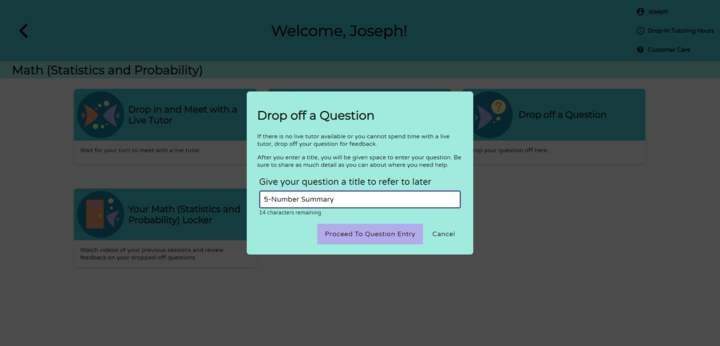 Joseph
Welcome, Joseph!
Drop-In Tutoring Hours
Customer Care
Math (Statistics and Probability)
Drop in and Meet with a
Live Tutor
Wait for your turn to meet with a live tutor.
Drop off a Question
your question off here.
Your Math (Statistics and
Probability) Locker
Watch videos of your previous sessions and review
feedback on your dropped off questions.
Drop off a Question
If there is no live tutor available or you cannot spend time with a live
tutor, drop off your question for feedback.
After you enter a title, you will be given space to enter your question. Be
sure to share as much detail as you can about where you need help.
Give your question a title to refer to later
5-Number Summary
14 characters remaining
Proceed To Question Entry
Cancel